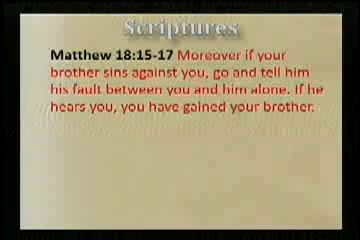 Scriptures
Matthew 18:15-17 Moreover if your
brother sins against you, go and tell him
his fault between you and him alone. If he
hears you, you have gained your brother.